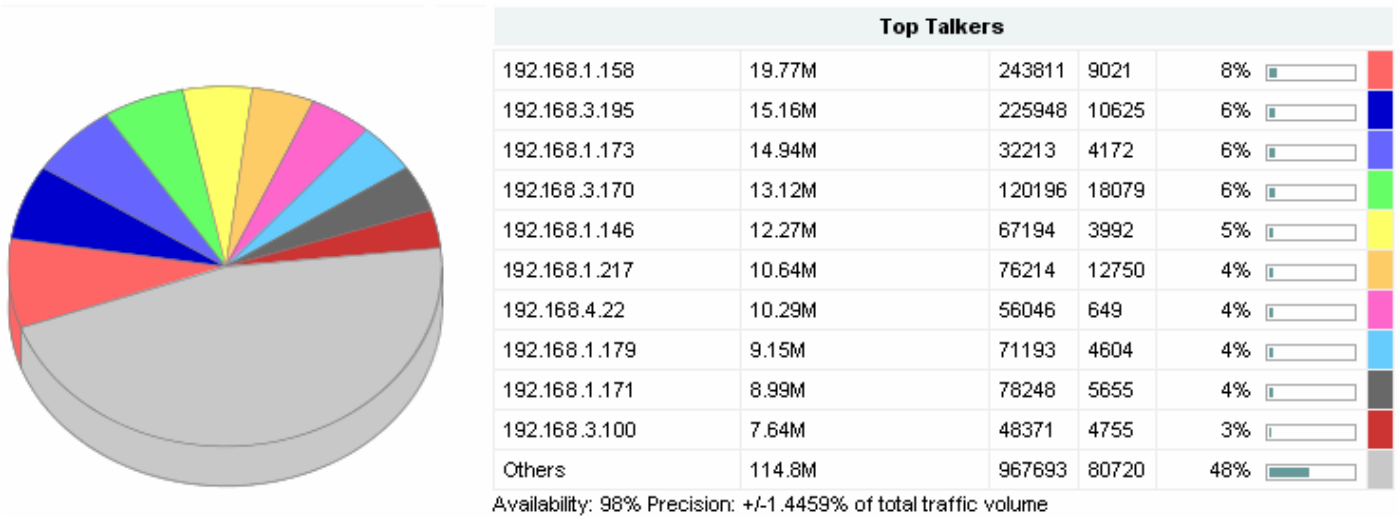 Top Talkers
192.168.1.158 19.77M 243811 9021 8%
192.168.3.195 15.16M 225948 10625 6%
192.168.1.173 14.94M 32213 4172 6%
192.168.3.170 13.12M 120196 18079 6%
192.168.1.146 12.27M 67194 3992 5%
192.168.1.217 10.64M 76214 12750 4%
192.168.4.22 10.29M 56046 649 4%
192.168.1.179 9.15M 71193 4604 4%
192.168.1.171 8.99M 78248 5655 4%
192.168.3.100 7.64M 48371 4755 3%
Others 114.8M 967693 80720 48%
Availability: 98% Precision: +/-1.4459% of total traffic volume